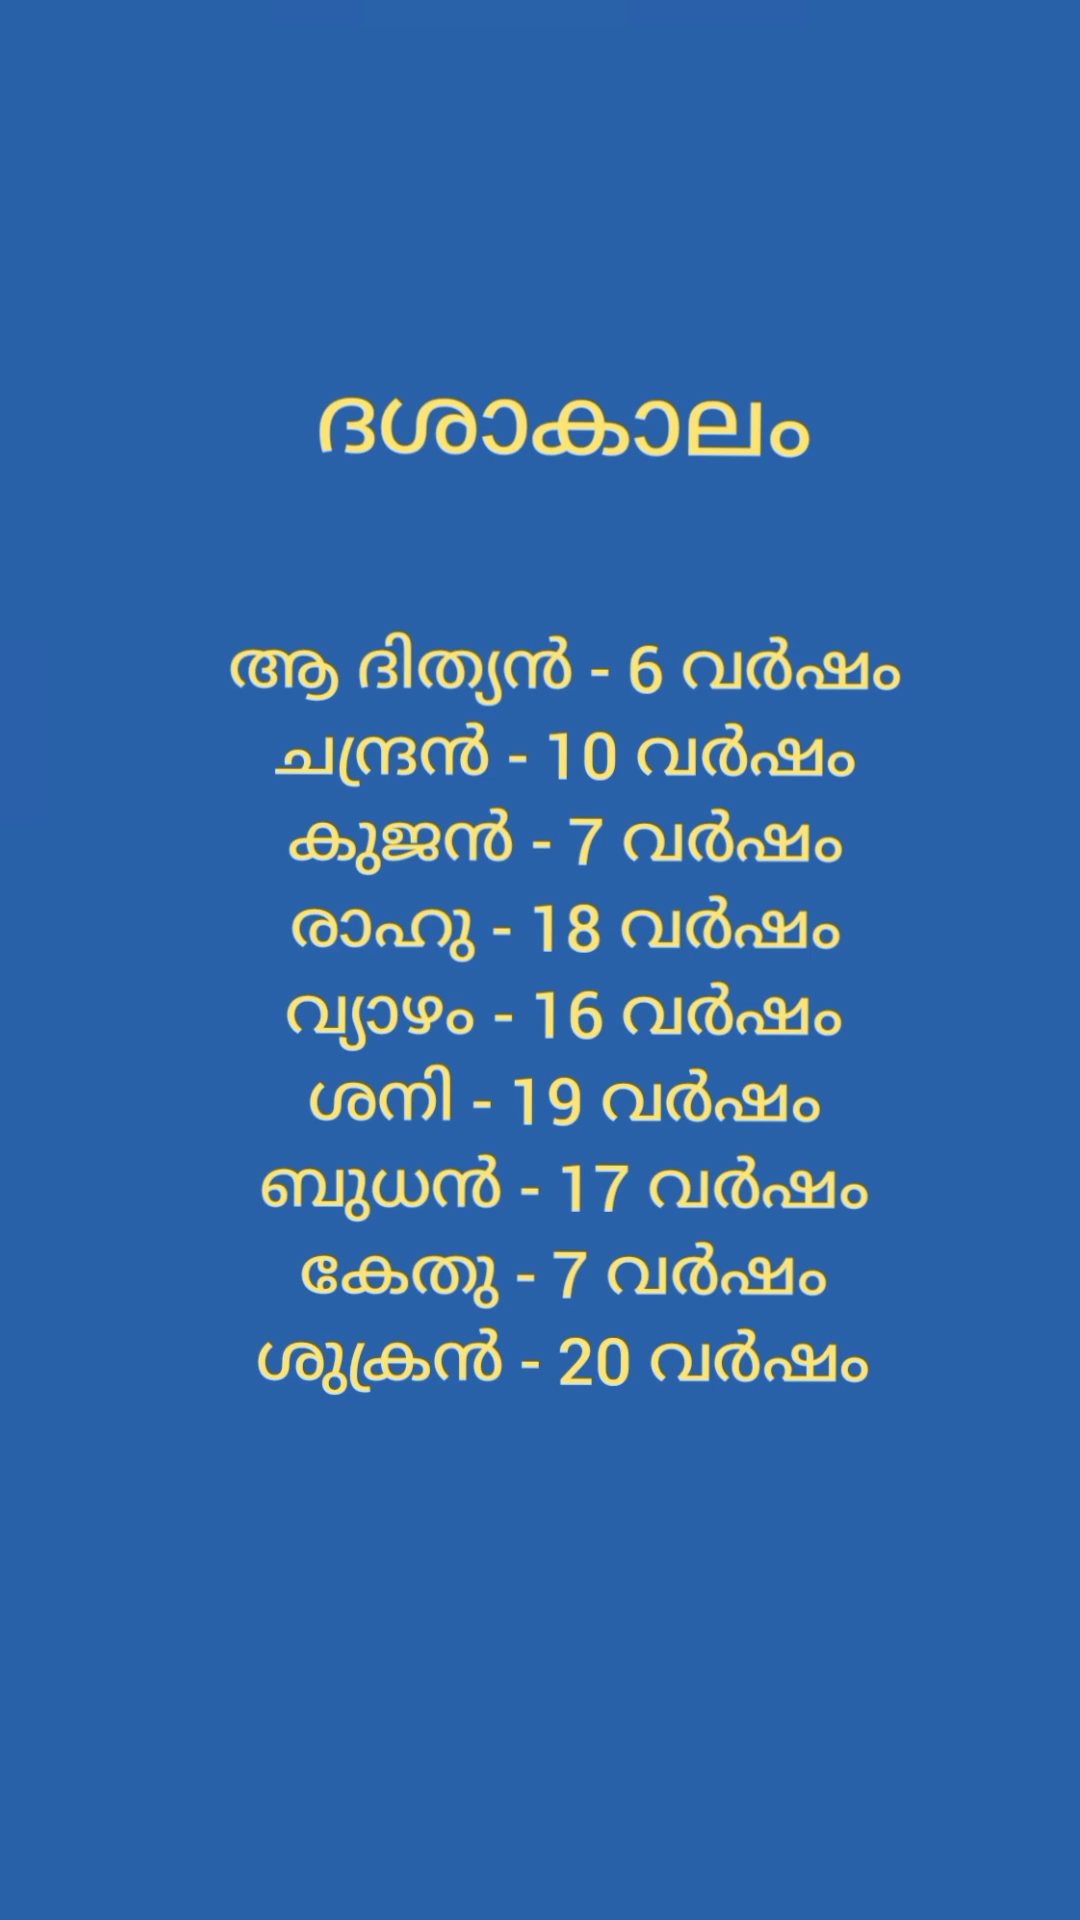 ദശാകാലം
ആ ദിത്യൻ - 6 വർഷം
ചന്ദ്രൻ - 10 വർഷം
കുജൻ - 7 വർഷം
രാഹു - 18 വർഷം
വ്യാഴം - 16 വർഷം
ശനി - 19 വർഷം
ബുധൻ - 17 വർഷം
കേതു - 7 വർഷം
ശുക്രൻ - 20 വർഷം